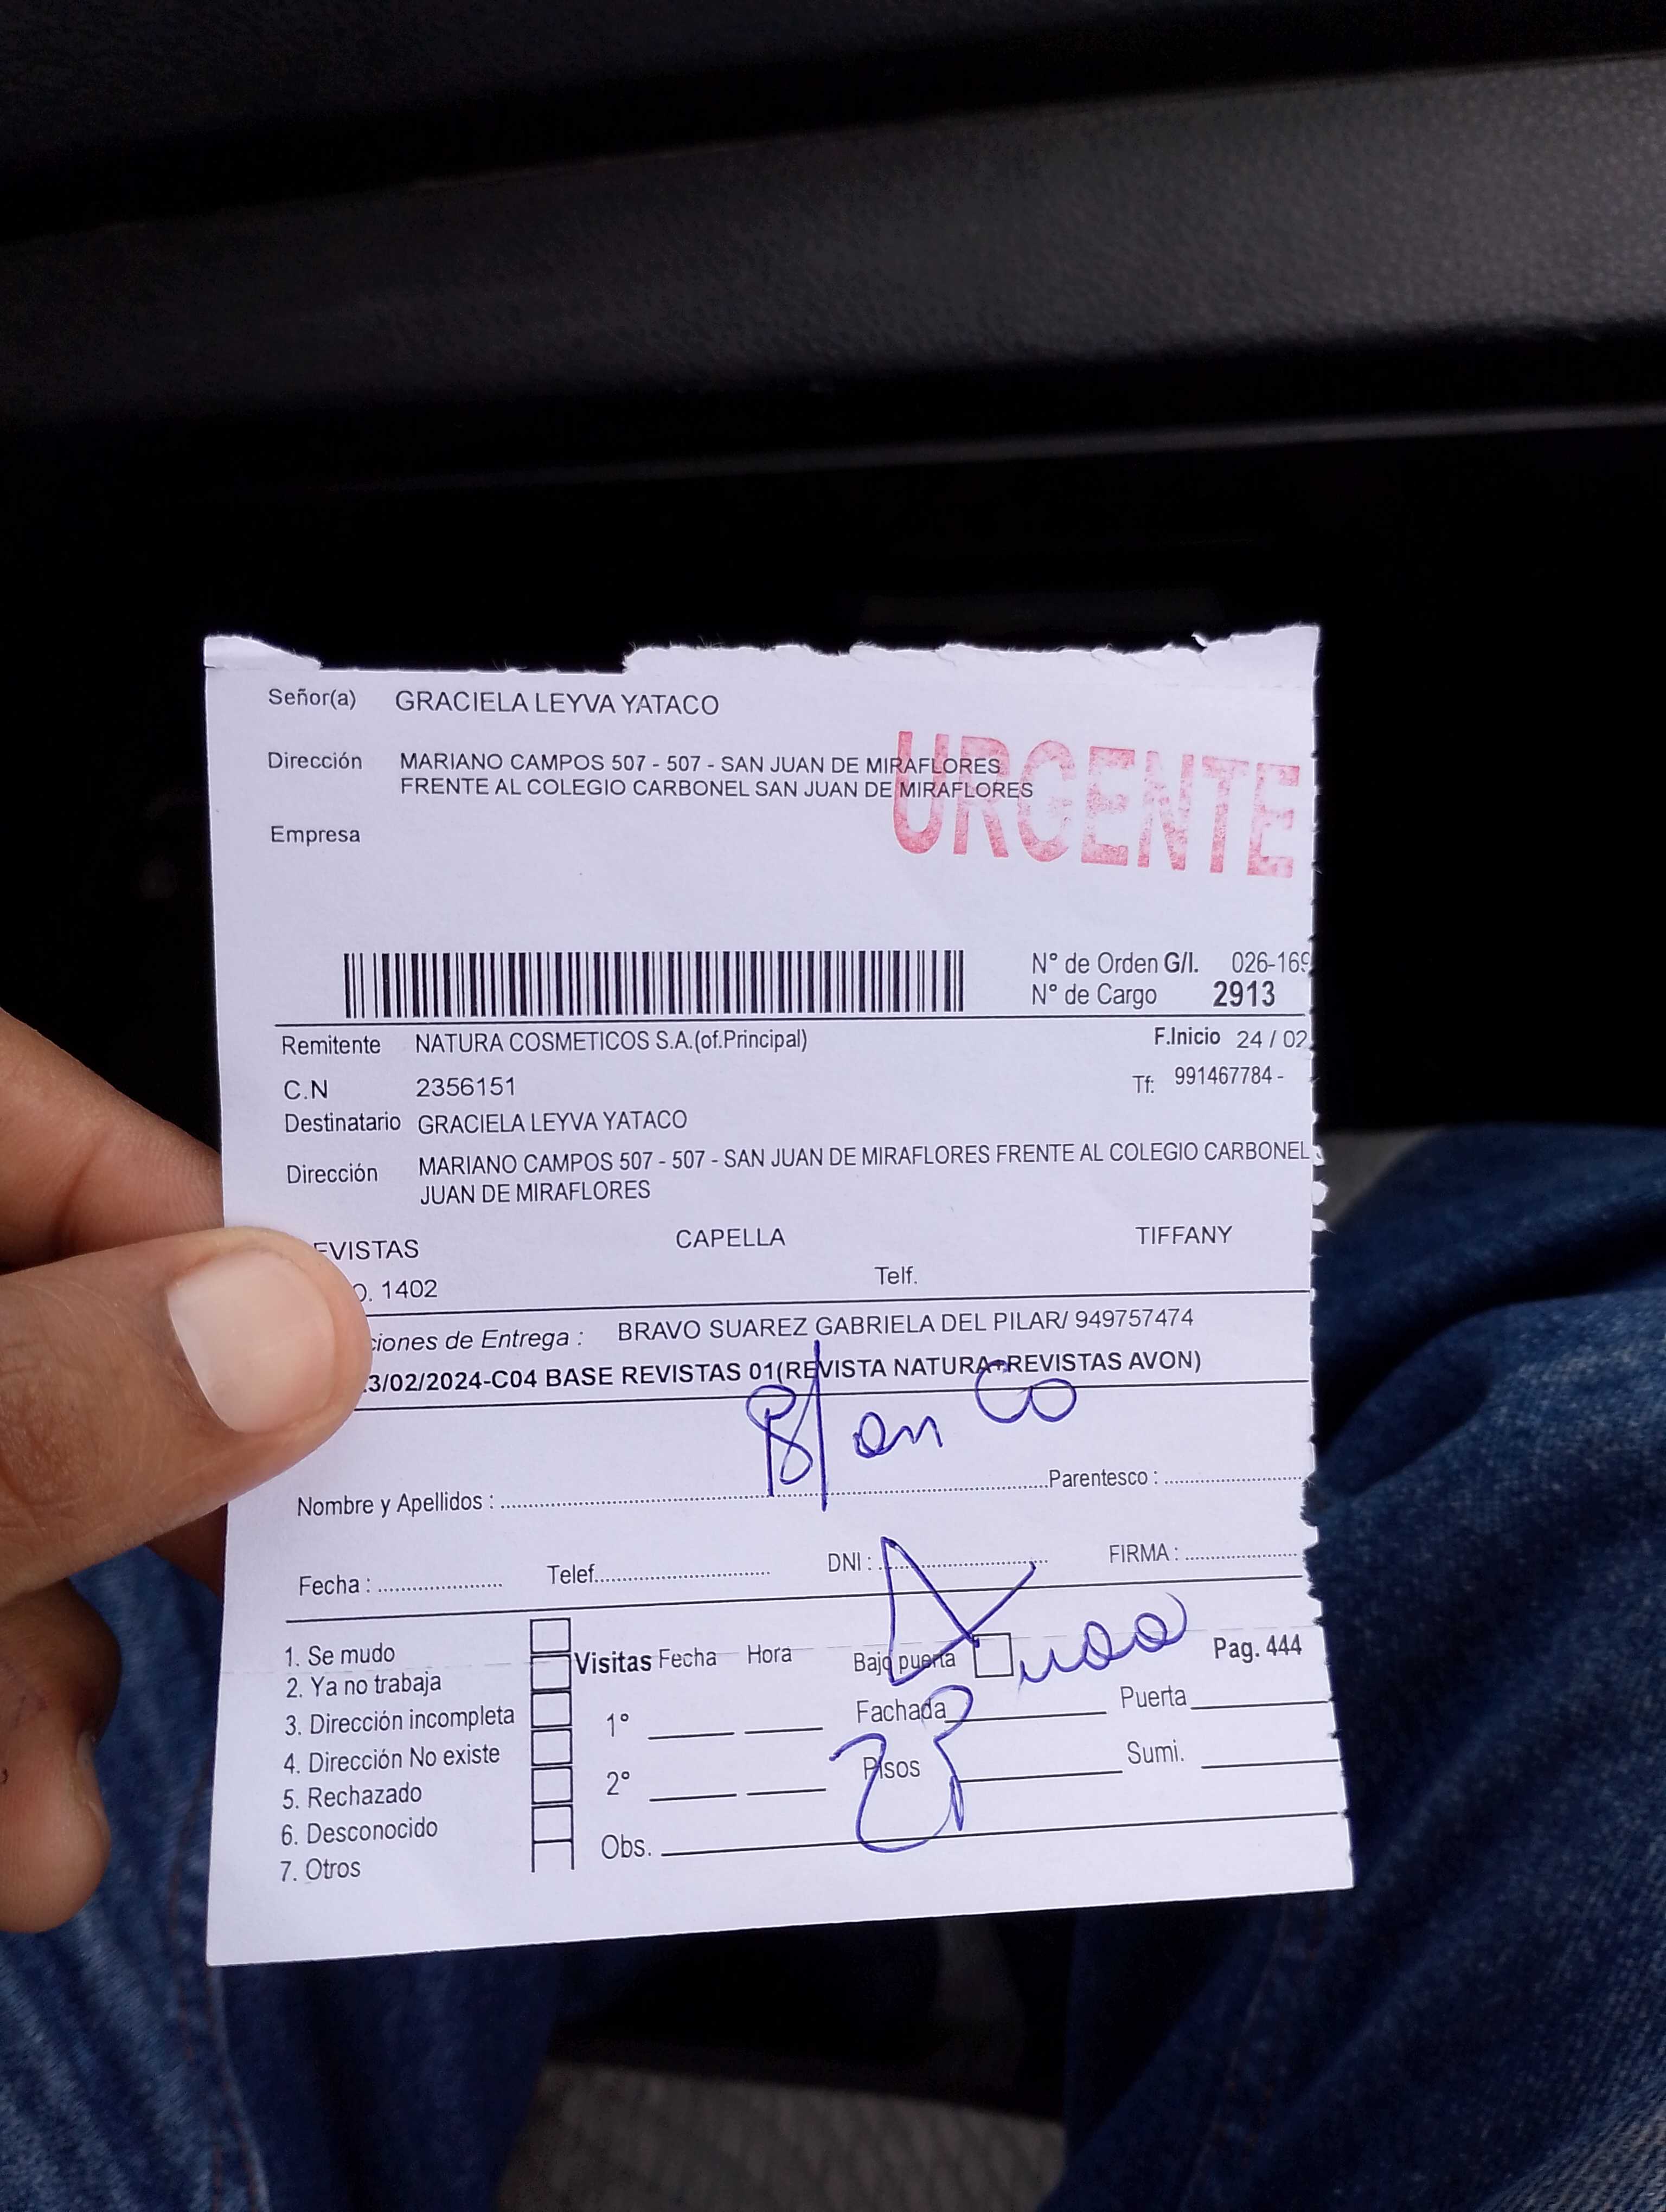 Señor(a) GRACIELA LEYVA YATACO
Dirección MARIANO CAMPOS 507 - 507 - SAN JUAN DE MIRAFLORES
FRENTE AL COLEGIO CARBONEL SAN JUAN DE MIRAFLORES
URGENTE
Empresa
N° de Orden G/I. 026-169
N° de Cargo 2913
Remitente NATURA COSMETICOS S.A.(of.Principal) F.Inicio 24 / 02
C.N 2356151 Tf: 991467784 -
Destinatario GRACIELA LEYVA YATACO
Dirección MARIANO CAMPOS 507 - 507 - SAN JUAN DE MIRAFLORES FRENTE AL COLEGIO CARBONEL
JUAN DE MIRAFLORES
EVISTAS CAPELLA TIFFANY
O. 1402 Telf.
ciones de Entrega : BRAVO SUAREZ GABRIELA DEL PILAR/ 949757474
3/02/2024-C04 BASE REVISTAS 01(REVISTA NATURA+REVISTAS AVON)
Blanco
Nombre y Apellidos : Parentesco :
Fecha : Telef. DNI : FIRMA :
1. Se mudo
2. Ya no trabaja
3. Dirección incompleta
4. Dirección No existe
5. Rechazado
6. Desconocido
7. Otros
Visitas Fecha Hora Bajo puerta Pag. 444
1° Fachada Puerta
2° Pisos Sumi.
Obs.
2P